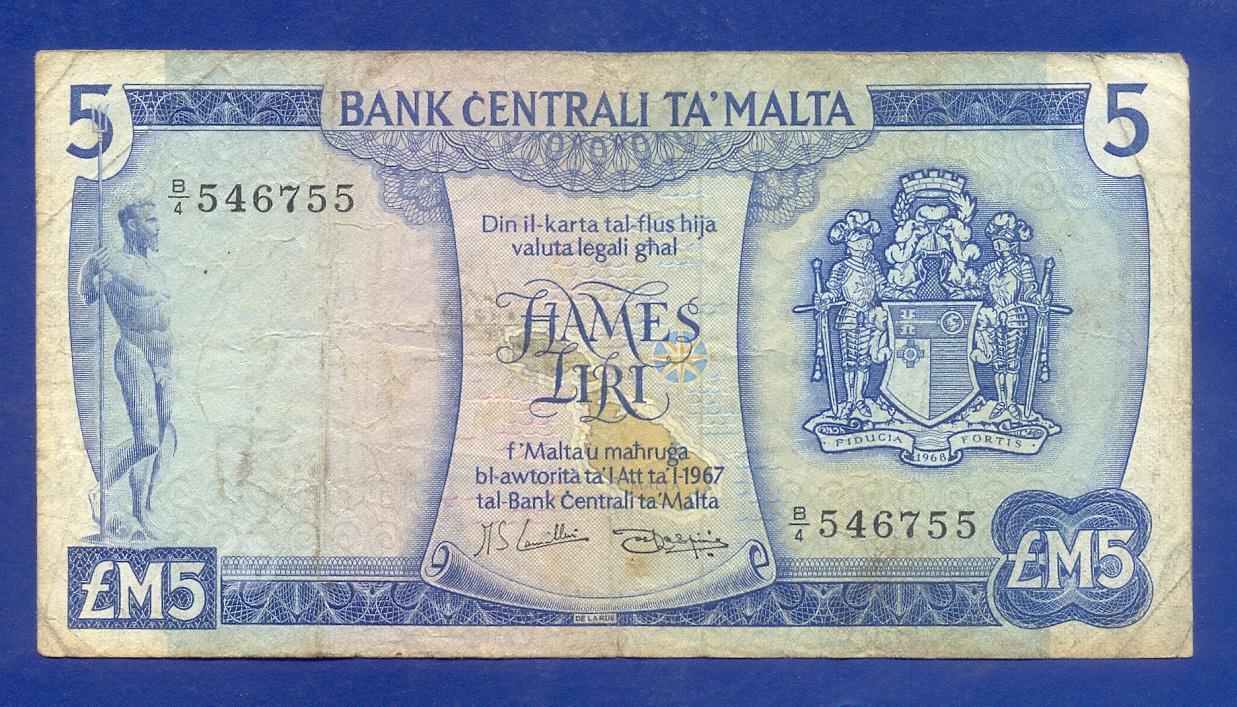 5 BANK ĊENTRALI TA' MALTA 5
B/4 546755
Din il-karta tal-flus hija
valuta legali għal
ĦAMES
LIRI
f'Malta u maħruġa
bl-awtorità ta' l-Att ta' l-1967
tal-Bank Ċentrali ta' Malta
FIDUCIA FORTIS
1968
B/4 546755
£M5 £M5
DE LA RUE